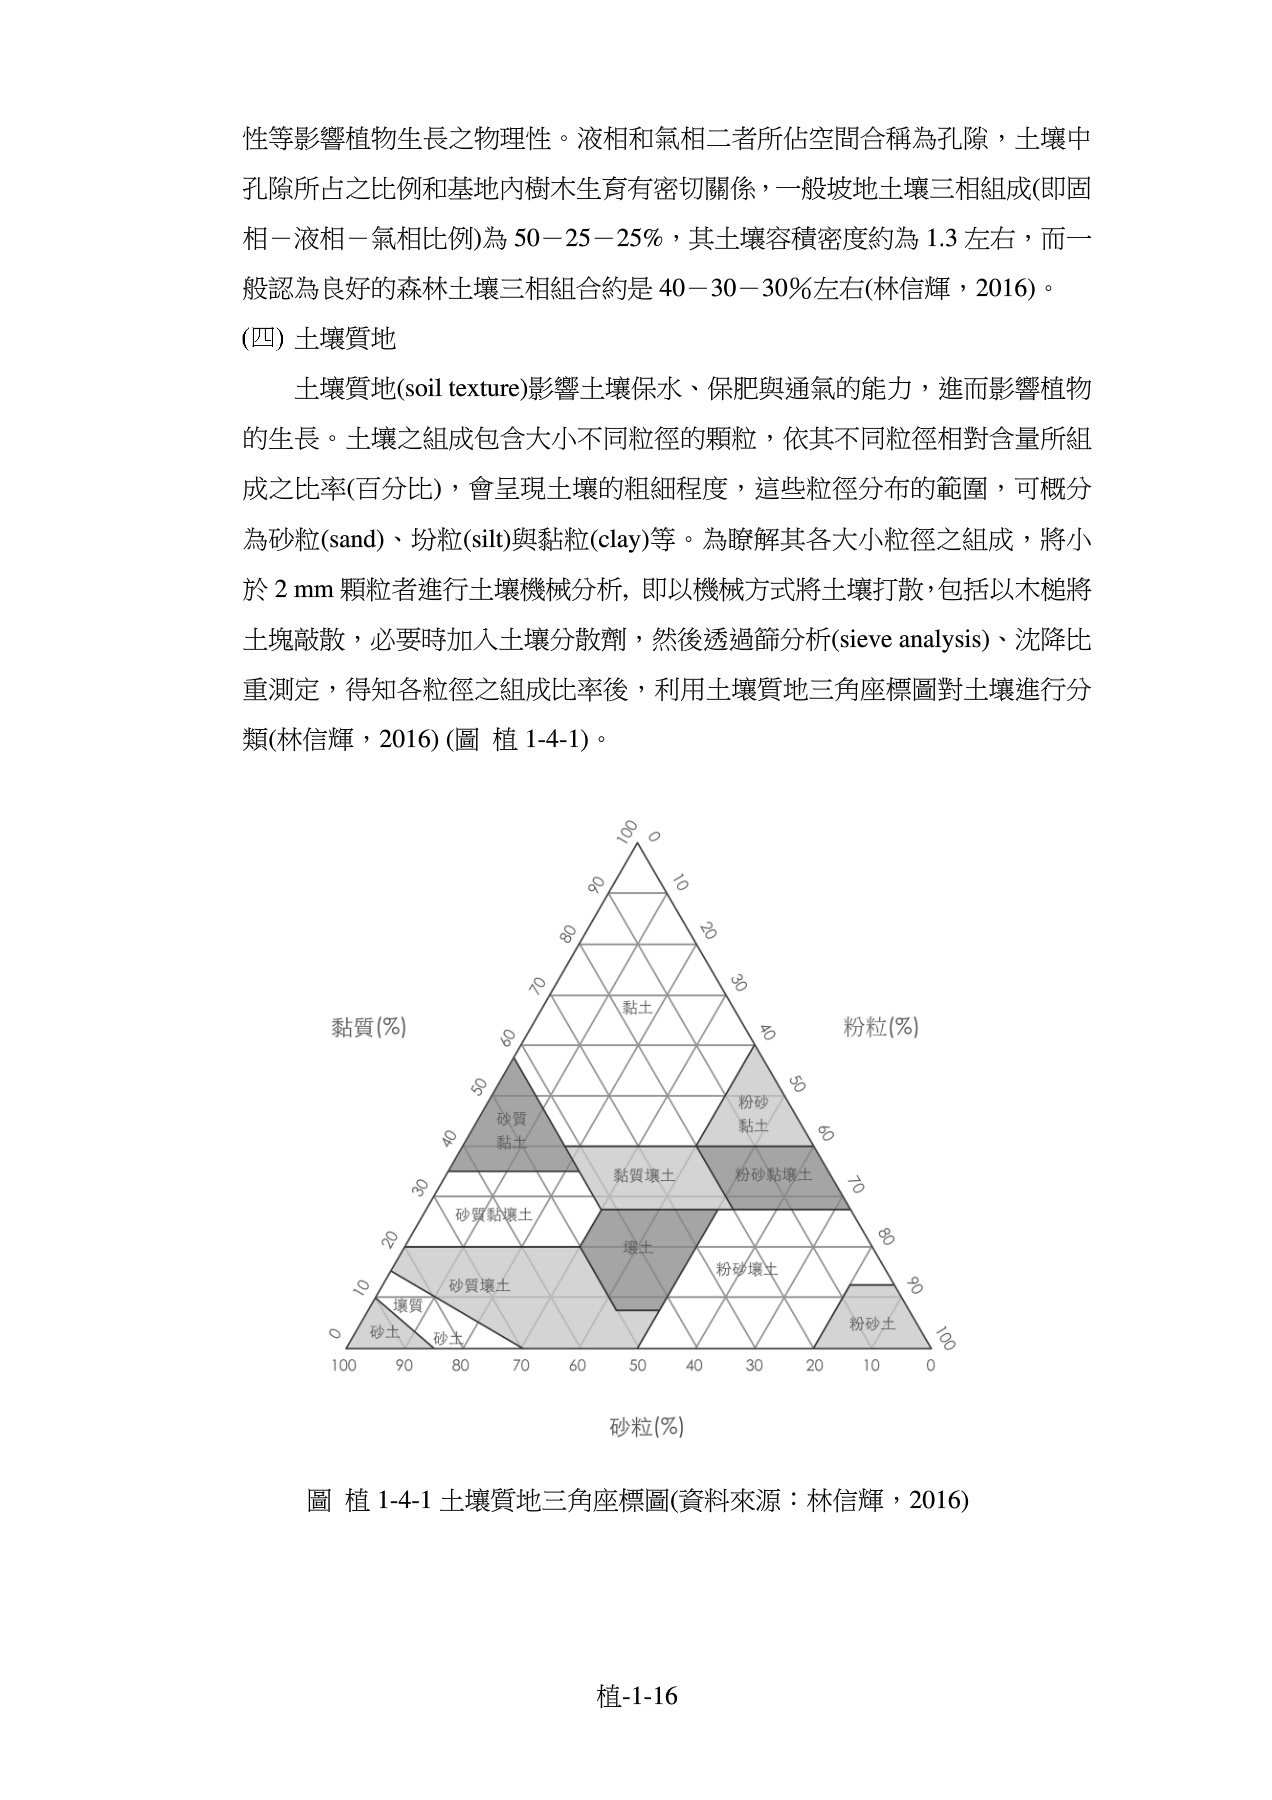 性等影響植物生長之物理性。液相和氣相二者所佔空間合稱為孔隙，土壤中
孔隙所占之比例和基地內樹木生育有密切關係，一般坡地土壤三相組成(即固
相－液相－氣相比例)為 50－25－25%，其土壤容積密度約為 1.3 左右，而一
般認為良好的森林土壤三相組合約是 40－30－30%左右(林信輝，2016)。
(四) 土壤質地
土壤質地(soil texture)影響土壤保水、保肥與通氣的能力，進而影響植物
的生長。土壤之組成包含大小不同粒徑的顆粒，依其不同粒徑相對含量所組
成之比率(百分比)，會呈現土壤的粗細程度，這些粒徑分布的範圍，可概分
為砂粒(sand)、坋粒(silt)與黏粒(clay)等。為瞭解其各大小粒徑之組成，將小
於 2 mm 顆粒者進行土壤機械分析, 即以機械方式將土壤打散，包括以木槌將
土塊敲散，必要時加入土壤分散劑，然後透過篩分析(sieve analysis)、沈降比
重測定，得知各粒徑之組成比率後，利用土壤質地三角座標圖對土壤進行分
類(林信輝，2016) (圖 植 1-4-1)。
100 0
90 10
80 20
70 30
黏土
黏質(%) 粉粒(%)
60 40
50 50
粉砂
黏土
砂質
黏土
40 60
黏質壤土 粉砂黏壤土
30 70
砂質黏壤土
20 80
壤土
粉砂壤土
砂質壤土
10 90
壤質
砂土
粉砂土
砂土
0 100
100 90 80 70 60 50 40 30 20 10 0
砂粒(%)
圖 植 1-4-1 土壤質地三角座標圖(資料來源：林信輝，2016)
植-1-16